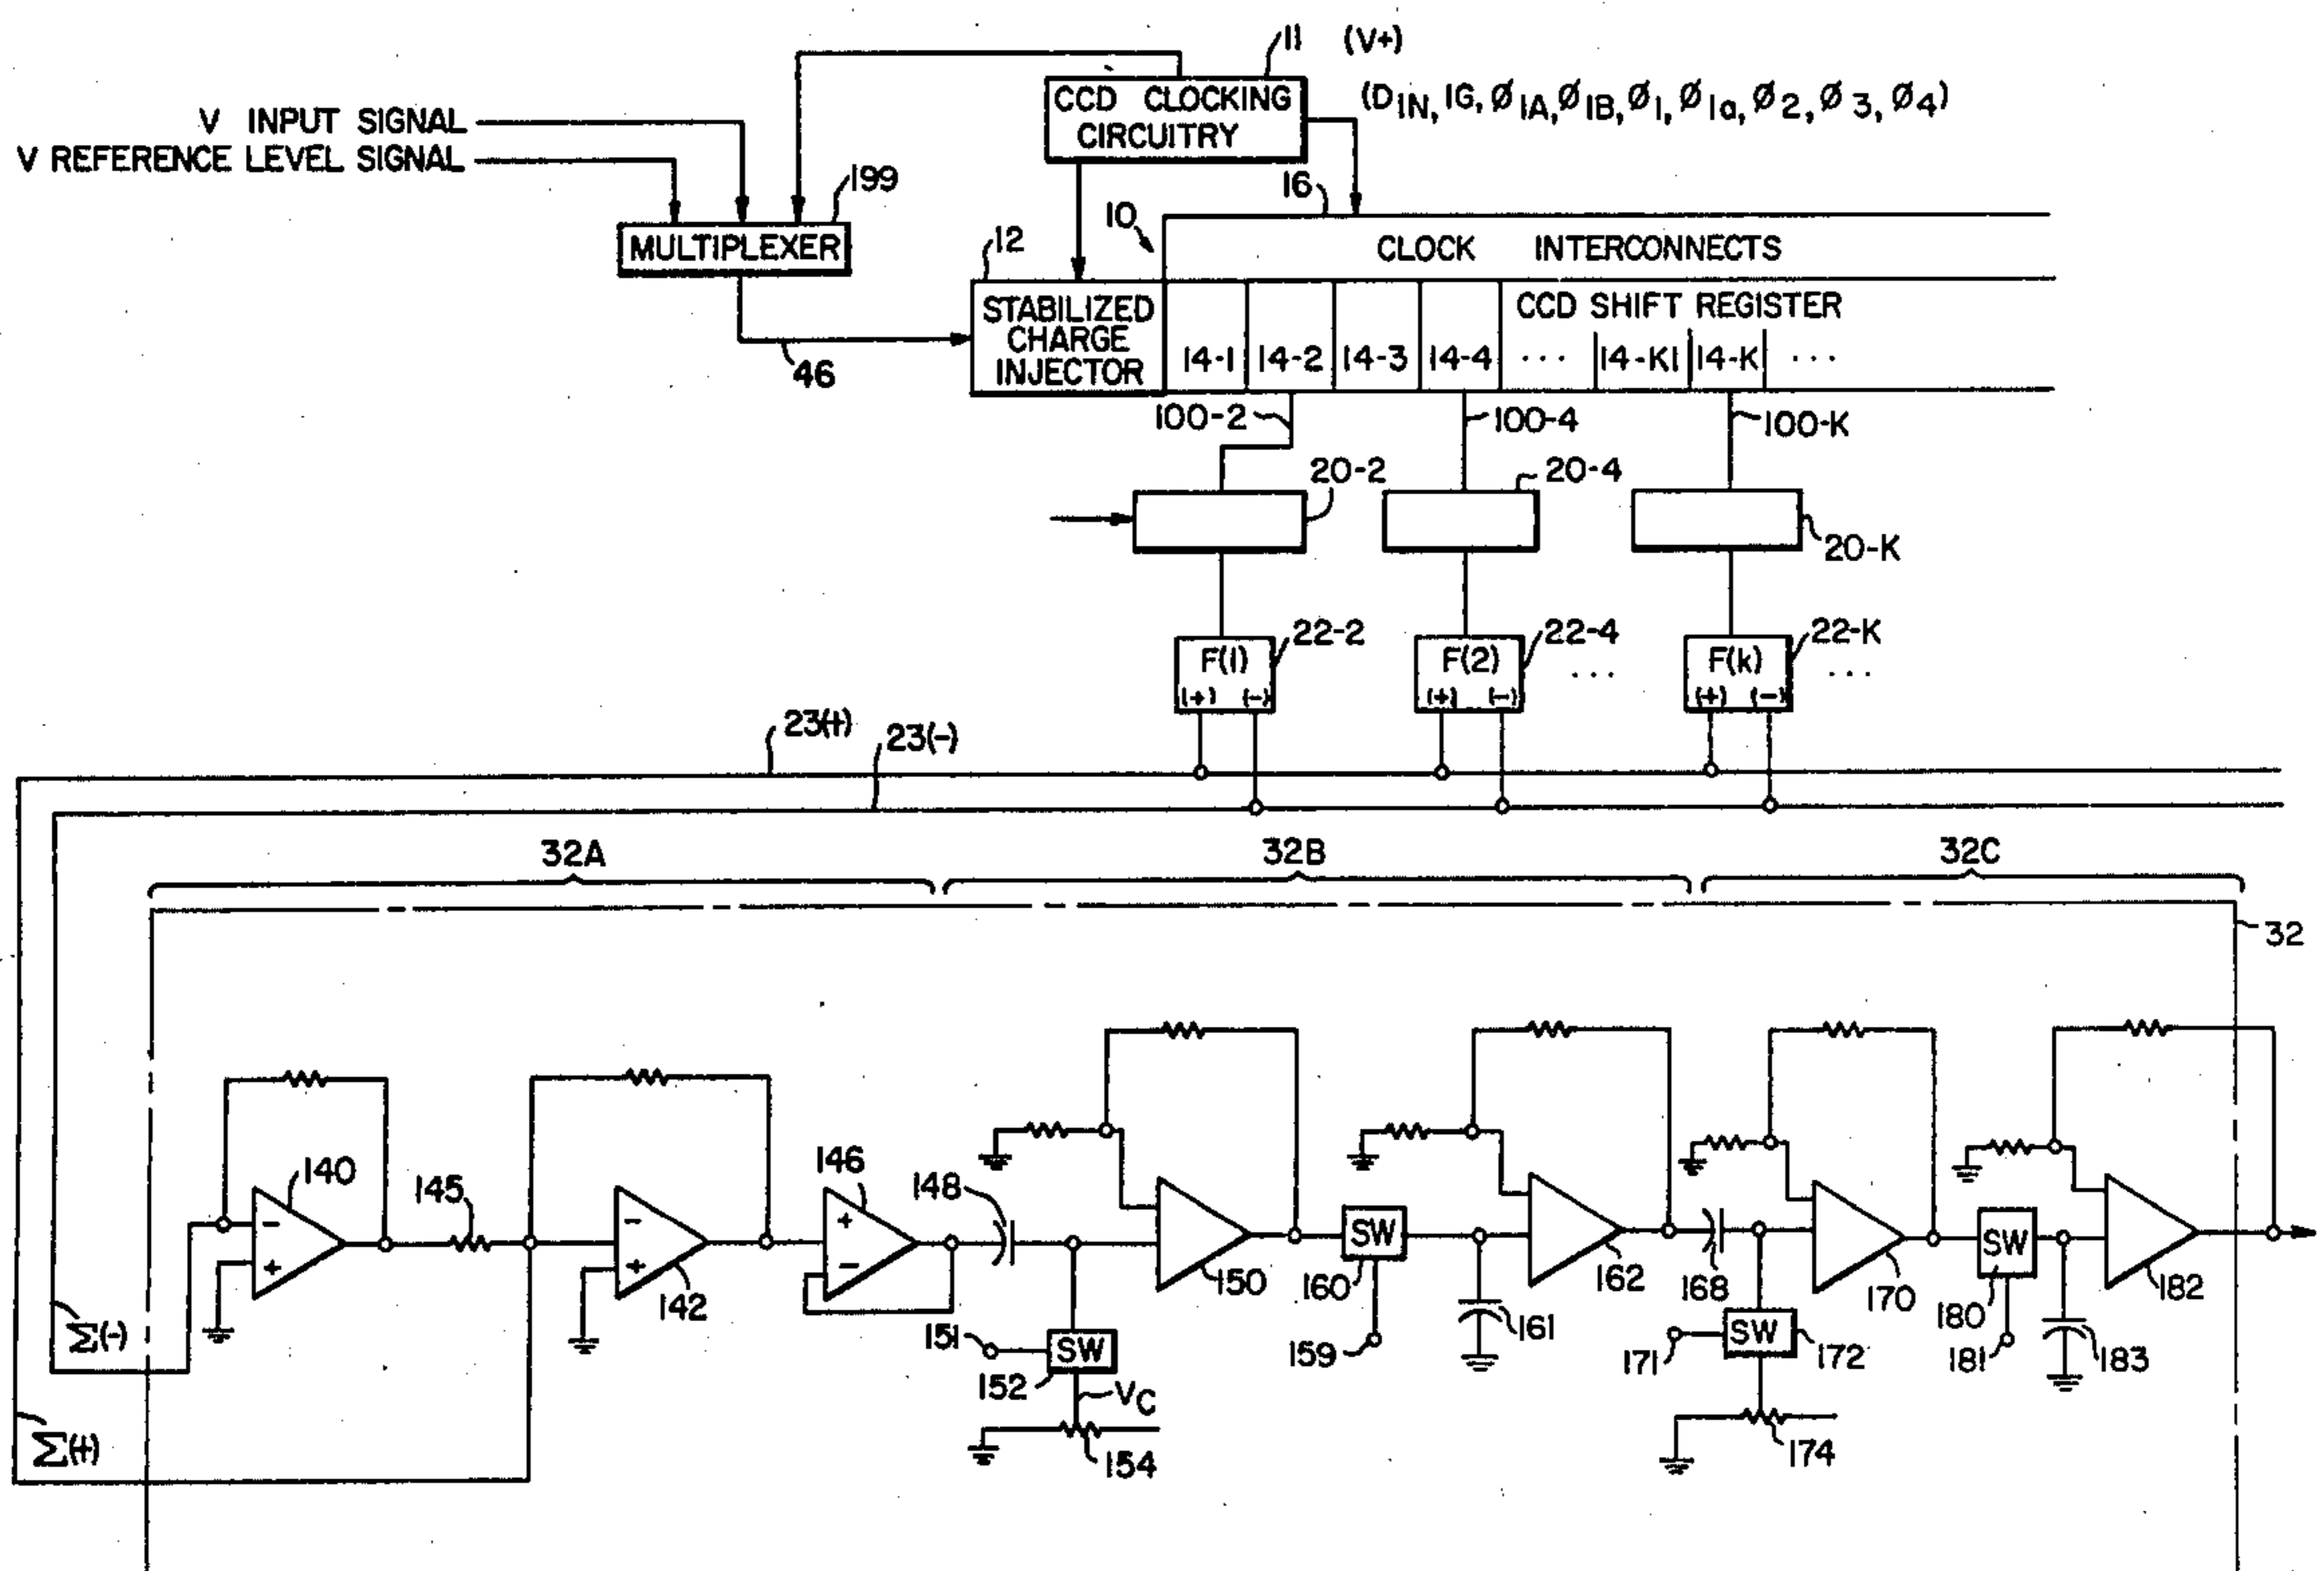 11 (V+)
CCD CLOCKING
CIRCUITRY
(D1N, 1G, Ø1A, Ø1B, Ø1, Ø1a, Ø2, Ø3, Ø4)
V INPUT SIGNAL
V REFERENCE LEVEL SIGNAL
199
MULTIPLEXER
16
10
12
CLOCK INTERCONNECTS
STABILIZED
CHARGE
INJECTOR
CCD SHIFT REGISTER
14-1 14-2 14-3 14-4 ... 14-K1 14-K ...
46
100-2 100-4 100-K
20-2 20-4 20-K
F(1) 22-2 F(2) 22-4 ... F(k) 22-K ...
(+) (-) (+) (-) (+) (-)
23(+) 23(-)
32A 32B 32C
32
140 - +
145
142 - +
146 + -
148
150
151 SW 152
VC
154
SW 160
159
161
162
168
170
171 SW 172
174
SW 180
181
183
182
Σ(-)
Σ(+)